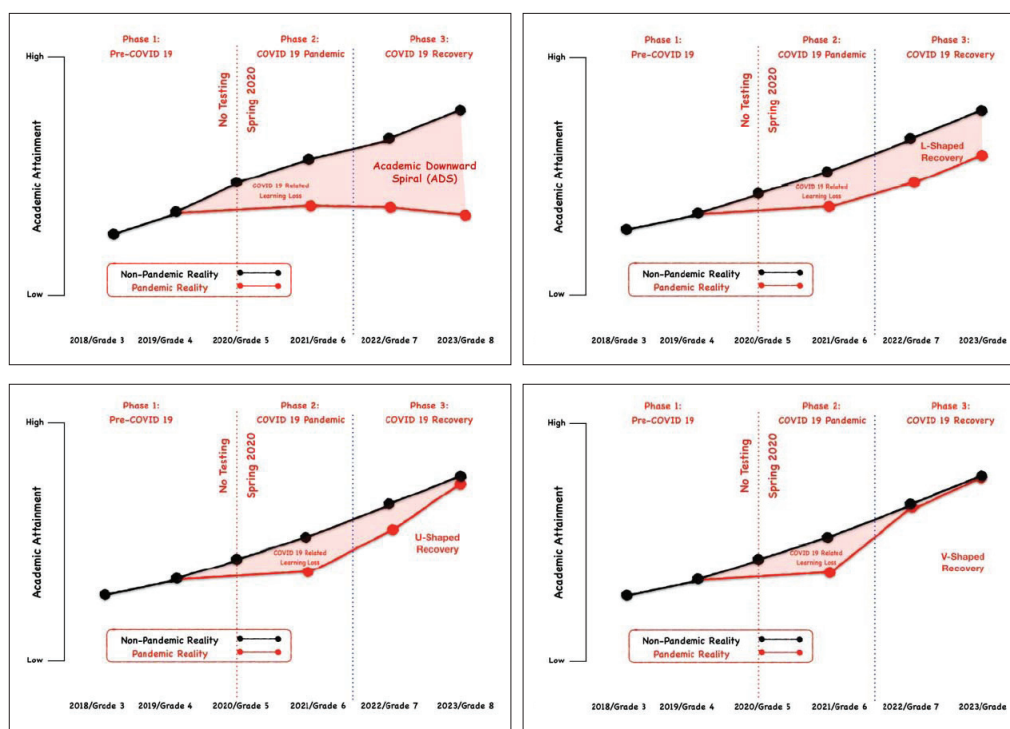 Phase 1:
Pre-COVID 19
Phase 2:
COVID 19 Pandemic
Phase 3:
COVID 19 Recovery
High
No Testing
Spring 2020
Academic Attainment
COVID 19 Related
Learning Loss
Academic Downward
Spiral (ADS)
Non-Pandemic Reality
Pandemic Reality
Low
2018/Grade 3 2019/Grade 4 2020/Grade 5 2021/Grade 6 2022/Grade 7 2023/Grade 8
Phase 1:
Pre-COVID 19
Phase 2:
COVID 19 Pandemic
Phase 3:
COVID 19 Recovery
High
No Testing
Spring 2020
Academic Attainment
L-Shaped
Recovery
COVID 19 Related
Learning Loss
Non-Pandemic Reality
Pandemic Reality
Low
2018/Grade 3 2019/Grade 4 2020/Grade 5 2021/Grade 6 2022/Grade 7 2023/Grade
Phase 1:
Pre-COVID 19
Phase 2:
COVID 19 Pandemic
Phase 3:
COVID 19 Recovery
High
No Testing
Spring 2020
Academic Attainment
U-Shaped
Recovery
COVID 19 Related
Learning Loss
Non-Pandemic Reality
Pandemic Reality
Low
2018/Grade 3 2019/Grade 4 2020/Grade 5 2021/Grade 6 2022/Grade 7 2023/Grade 8
Phase 1:
Pre-COVID 19
Phase 2:
COVID 19 Pandemic
Phase 3:
COVID 19 Recovery
High
No Testing
Spring 2020
Academic Attainment
COVID 19 Related
Learning Loss
V-Shaped
Recovery
Non-Pandemic Reality
Pandemic Reality
Low
2018/Grade 3 2019/Grade 4 2020/Grade 5 2021/Grade 6 2022/Grade 7 2023/Grade